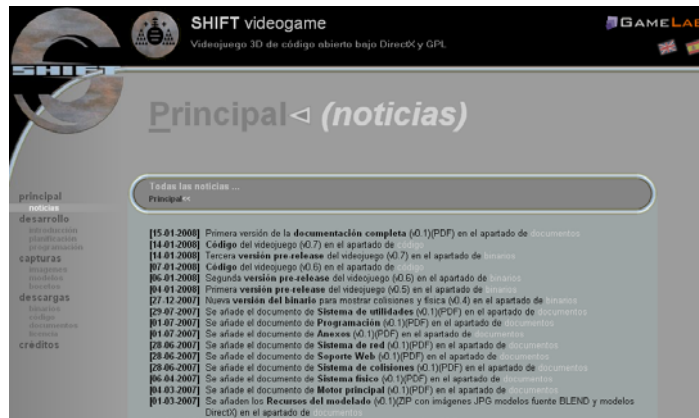 SHIFT videogame
GAMELAB
Videojuego 3D de código abierto bajo DirectX y GPL
SHIFT
Principal (noticias)
Todas las noticias ...
Principal<<
principal
noticias
desarrollo
introducción
planificación
programación
capturas
imagenes
modelos
bocetos
descargas
binarios
código
documentos
licencia
créditos
[15-01-2008] Primera versión de la documentación completa (v0.1)(PDF) en el apartado de documentos
[14-01-2008] Código del videojuego (v0.7) en el apartado de código
[14-01-2008] Tercera versión pre-release del videojuego (v0.7) en el apartado de binarios
[07-01-2008] Código del videojuego (v0.6) en el apartado de código
[06-01-2008] Segunda versión pre-release del videojuego (v0.6) en el apartado de binarios
[04-01-2008] Primera versión pre-release del videojuego (v0.5) en el apartado de binarios
[27-12-2007] Nueva versión del binario para mostrar colisiones y física (v0.4) en el apartado de binarios
[29-07-2007] Se añade el documento de Sistema de utilidades (v0.1)(PDF) en el apartado de documentos
[01-07-2007] Se añade el documento de Programación (v0.1)(PDF) en el apartado de documentos
[01-07-2007] Se añade el documento de Anexos (v0.1)(PDF) en el apartado de documentos
[28-06-2007] Se añade el documento de Sistema de red (v0.1)(PDF) en el apartado de documentos
[28-06-2007] Se añade el documento de Soporte Web (v0.1)(PDF) en el apartado de documentos
[28-06-2007] Se añade el documento de Sistema de colisiones (v0.1)(PDF) en el apartado de documentos
[06-04-2007] Se añade el documento de Sistema físico (v0.1)(PDF) en el apartado de documentos
[04-03-2007] Se añade el documento de Motor principal (v0.1)(PDF) en el apartado de documentos
[01-03-2007] Se añaden los Recursos del modelado (v0.1)(ZIP con imágenes JPG modelos fuente BLEND y modelos
DirectX) en el apartado de documentos